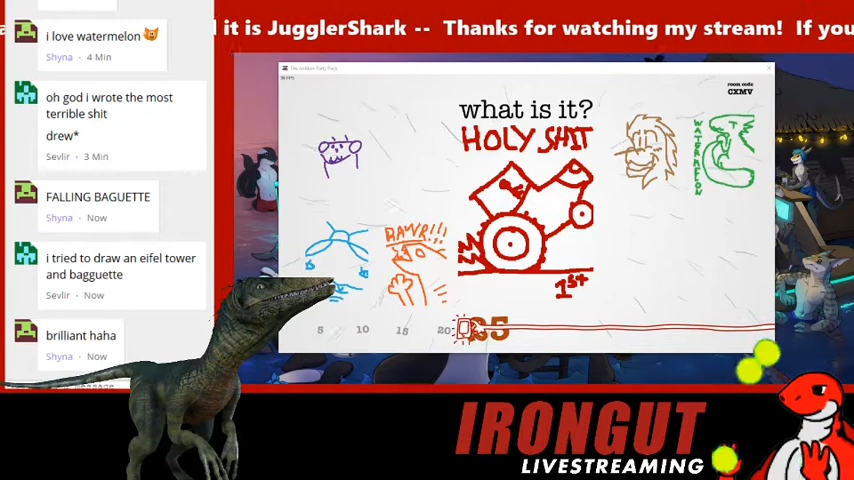 d it is JugglerShark -- Thanks for watching my stream! If you
i love watermelon
Shyna · 4 Min
oh god i wrote the most
terrible shit
drew*
Sevlir · 3 Min
FALLING BAGUETTE
Shyna · Now
i tried to draw an eifel tower
and bagguette
Sevlir · Now
brilliant haha
Shyna · Now
room code
CXMV
what is it?
HOLY SHIT
WATERMELON
RAWR!!!
1st
5 10 15 20
IRONGUT
LIVESTREAMING